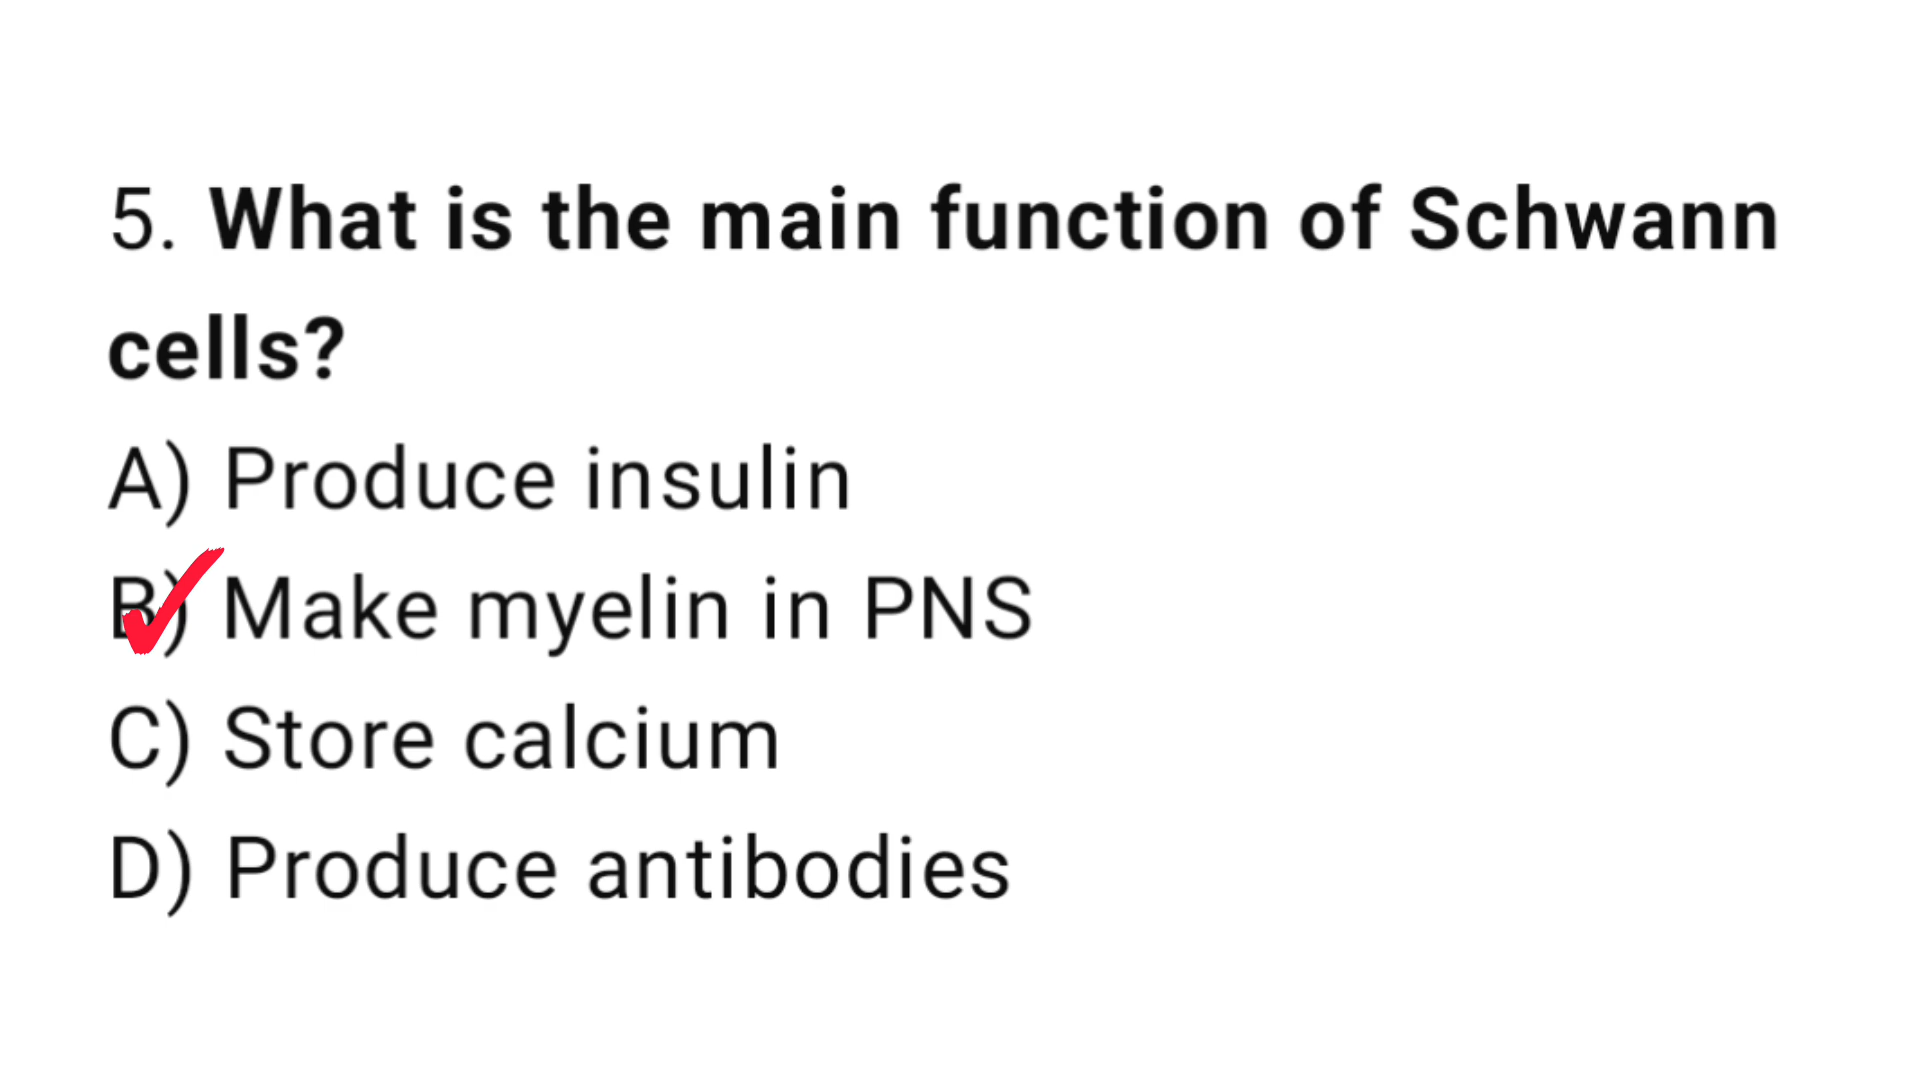 5. What is the main function of Schwann
cells?
A) Produce insulin
B) Make myelin in PNS
C) Store calcium
D) Produce antibodies